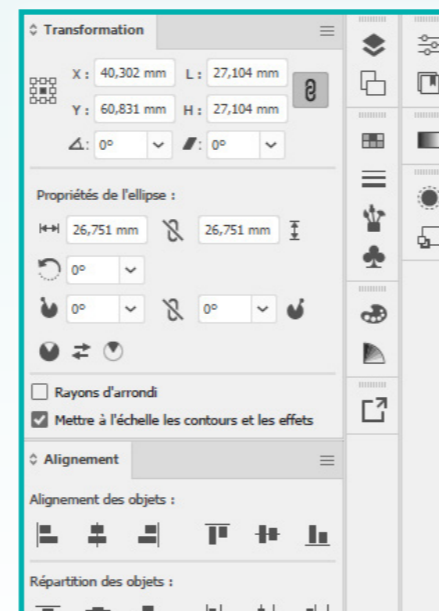 Transformation
X : 40,302 mm L : 27,104 mm
Y : 60,831 mm H : 27,104 mm
0° : 0°
Propriétés de l'ellipse :
26,751 mm 26,751 mm
0°
0° 0°
Rayons d'arrondi
Mettre à l'échelle les contours et les effets
Alignement
Alignement des objets :
Répartition des objets :